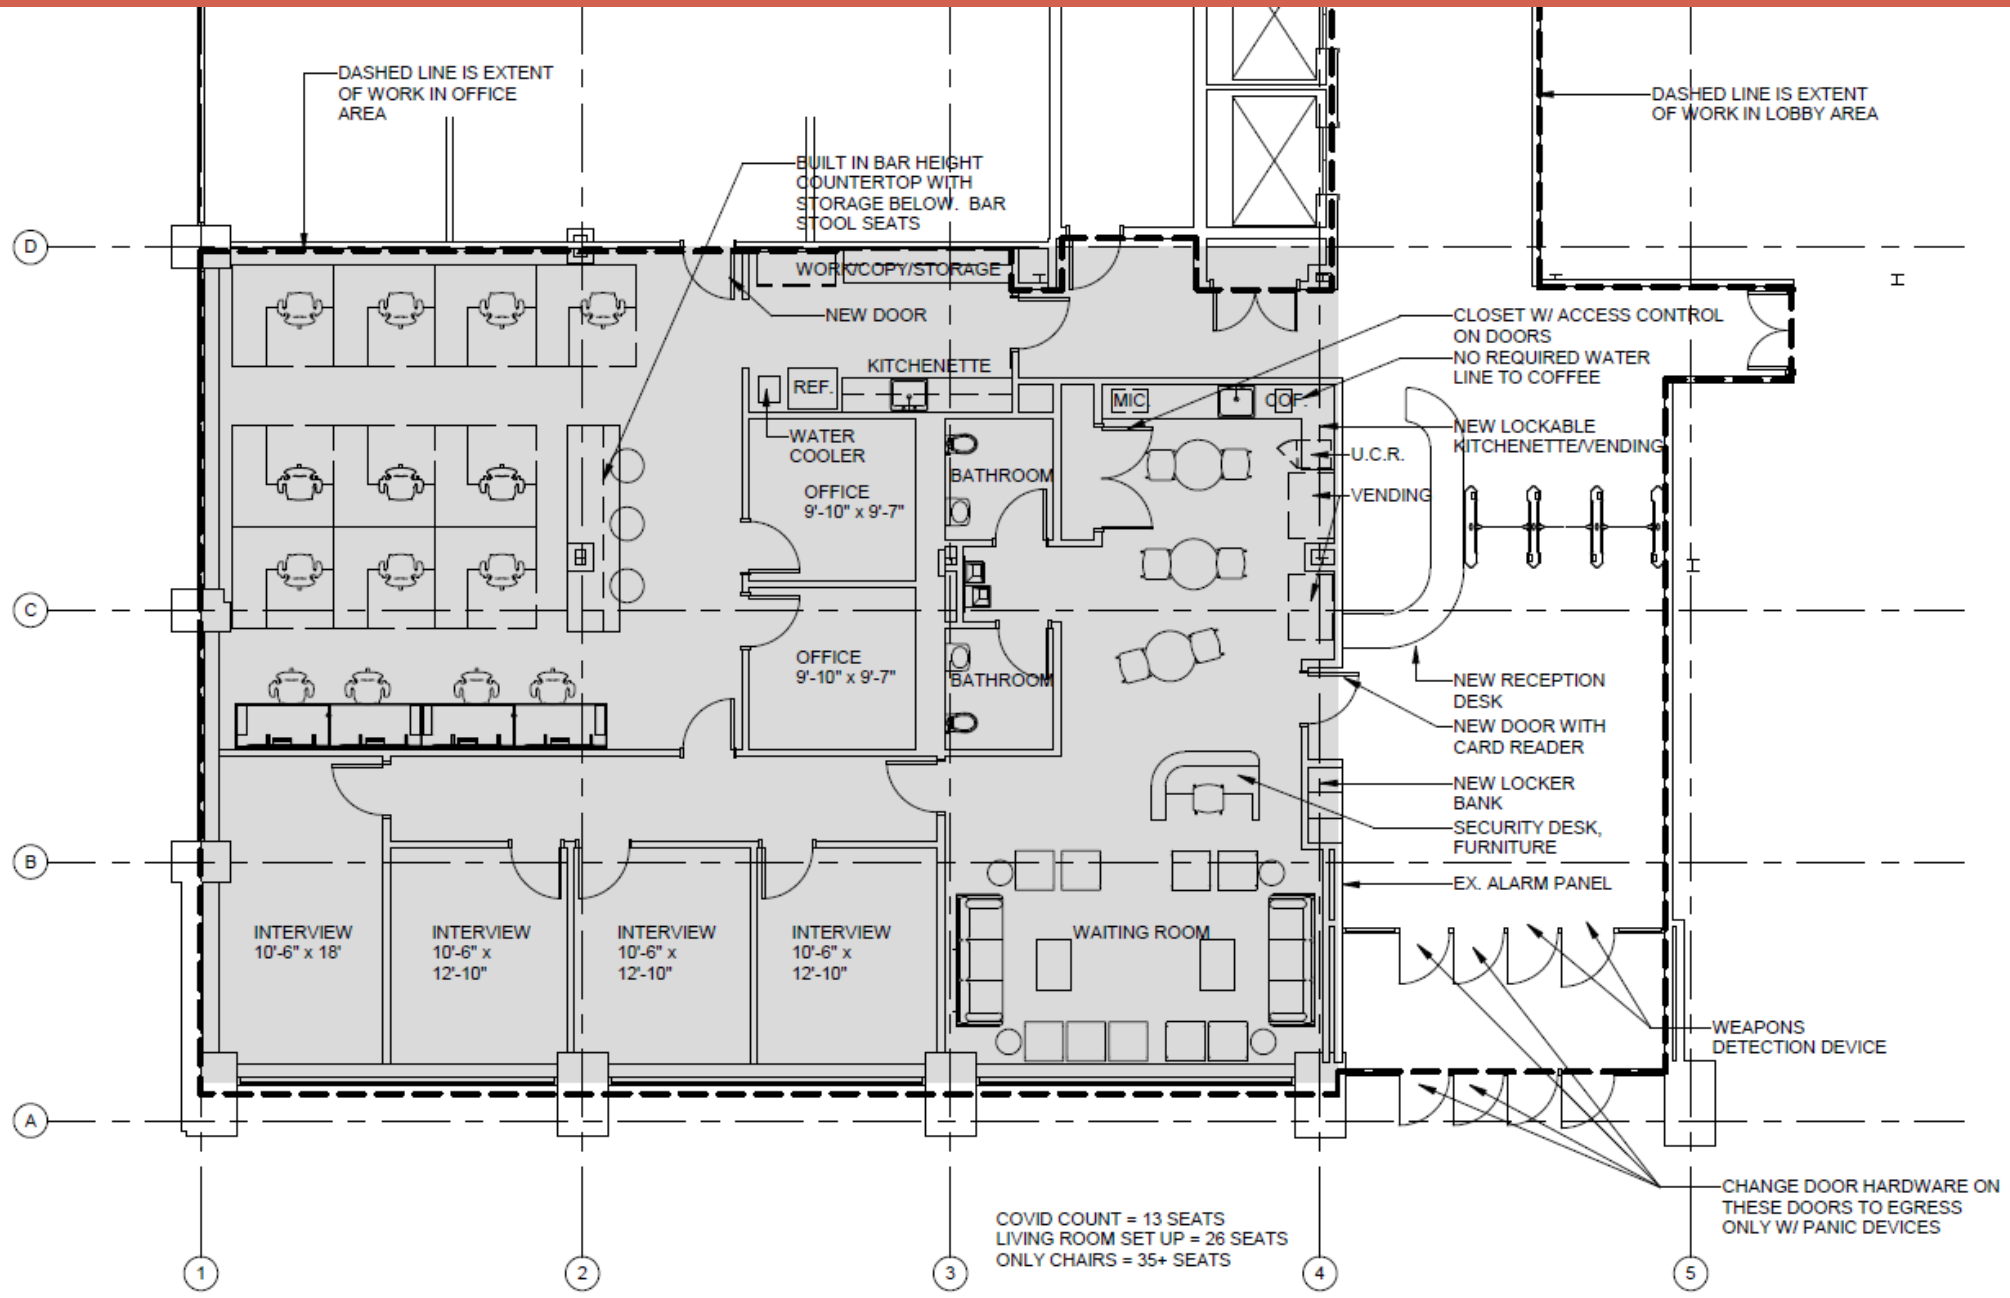 DASHED LINE IS EXTENT
OF WORK IN OFFICE
AREA
DASHED LINE IS EXTENT
OF WORK IN LOBBY AREA
BUILT IN BAR HEIGHT
COUNTERTOP WITH
STORAGE BELOW. BAR
STOOL SEATS
D
WORK/COPY/STORAGE
NEW DOOR
CLOSET W/ ACCESS CONTROL
ON DOORS
NO REQUIRED WATER
LINE TO COFFEE
KITCHENETTE
REF.
MIC.
COF.
NEW LOCKABLE
KITCHENETTE/VENDING
WATER
COOLER
U.C.R.
BATHROOM
OFFICE
9'-10" x 9'-7"
VENDING
C
OFFICE
9'-10" x 9'-7"
BATHROOM
NEW RECEPTION
DESK
NEW DOOR WITH
CARD READER
NEW LOCKER
BANK
SECURITY DESK,
FURNITURE
B
EX. ALARM PANEL
INTERVIEW
10'-6" x 18'
INTERVIEW
10'-6" x
12'-10"
INTERVIEW
10'-6" x
12'-10"
INTERVIEW
10'-6" x
12'-10"
WAITING ROOM
WEAPONS
DETECTION DEVICE
A
CHANGE DOOR HARDWARE ON
THESE DOORS TO EGRESS
ONLY W/ PANIC DEVICES
COVID COUNT = 13 SEATS
LIVING ROOM SET UP = 26 SEATS
ONLY CHAIRS = 35+ SEATS
1
2
3
4
5